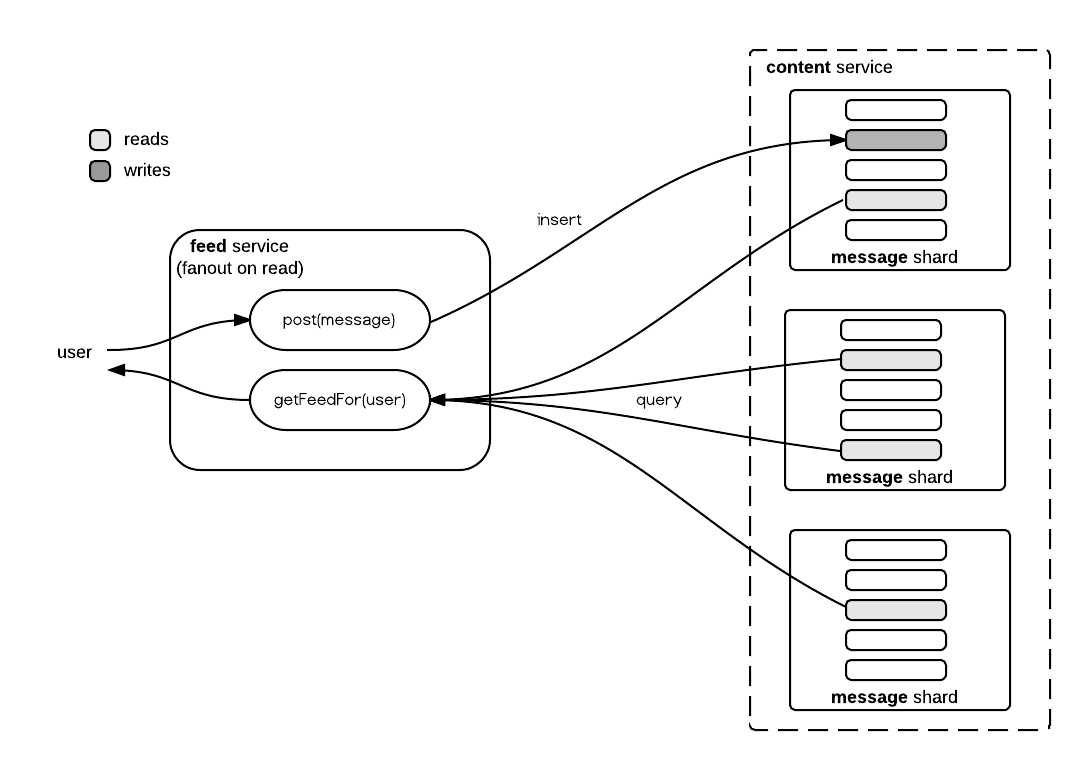 content service
reads
writes
insert
feed service
(fanout on read)
message shard
post(message)
user
getFeedFor(user)
query
message shard
message shard